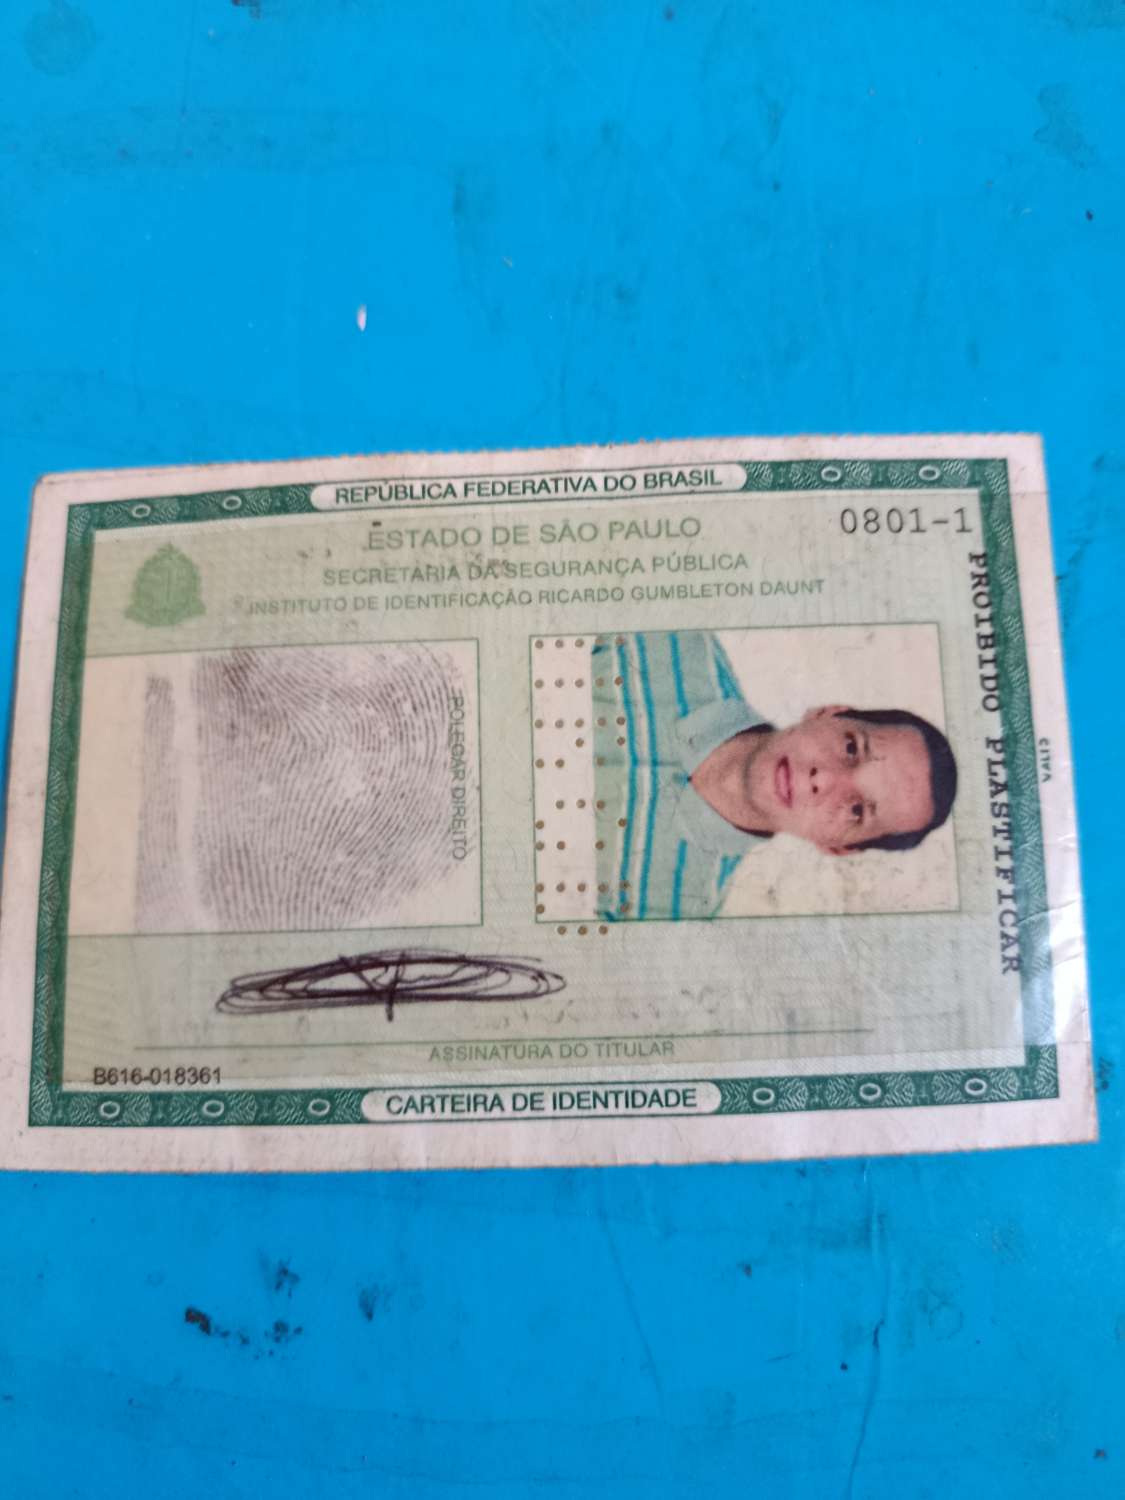 REPÚBLICA FEDERATIVA DO BRASIL
ESTADO DE SÃO PAULO
0801-1
SECRETARIA DA SEGURANÇA PÚBLICA
INSTITUTO DE IDENTIFICAÇÃO RICARDO GUMBLETON DAUNT
POLEGAR DIREITO
PROIBIDO PLASTIFICAR
ASSINATURA DO TITULAR
B616-018361
CARTEIRA DE IDENTIDADE